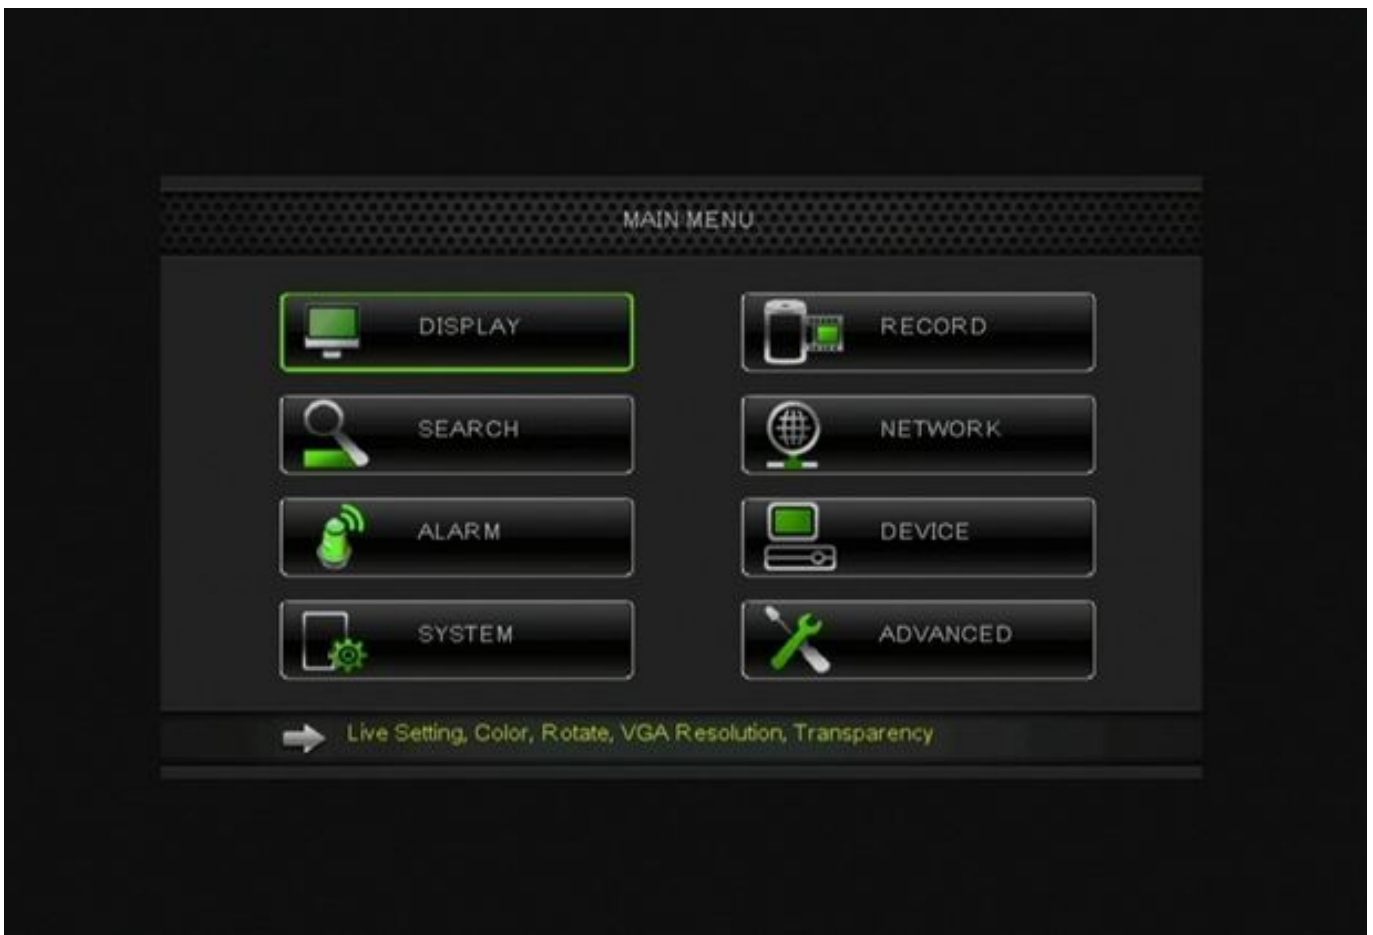 MAIN MENU
DISPLAY
RECORD
SEARCH
NETWORK
ALARM
DEVICE
SYSTEM
ADVANCED
Live Setting, Color, Rotate, VGA Resolution, Transparency